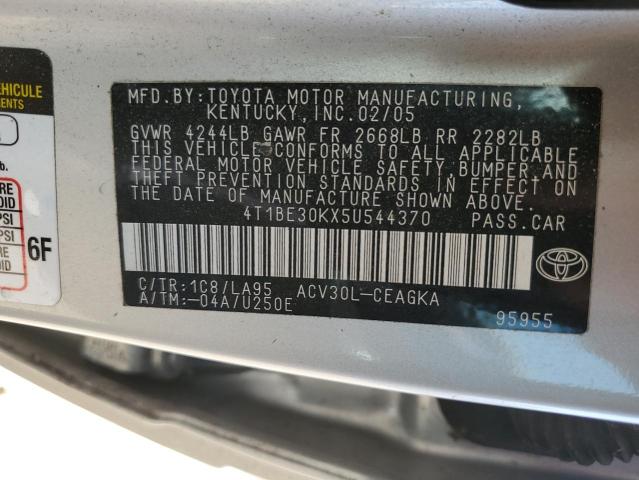 MFD.BY:TOYOTA MOTOR MANUFACTURING,
KENTUCKY,INC.02/05
GVWR 4244LB GAWR FR 2668LB RR 2282LB
THIS VEHICLE CONFORMS TO ALL APPLICABLE
FEDERAL MOTOR VEHICLE SAFETY,BUMPER,AND
THEFT PREVENTION STANDARDS IN EFFECT ON
THE DATE OF MANUFACTURE SHOWN ABOVE.
4T1BE30KX5U544370 PASS.CAR
C/TR:1C8/LA95 ACV30L-CEAGKA
A/TM:-04A/U250E
95955
6F
PSI
PSI